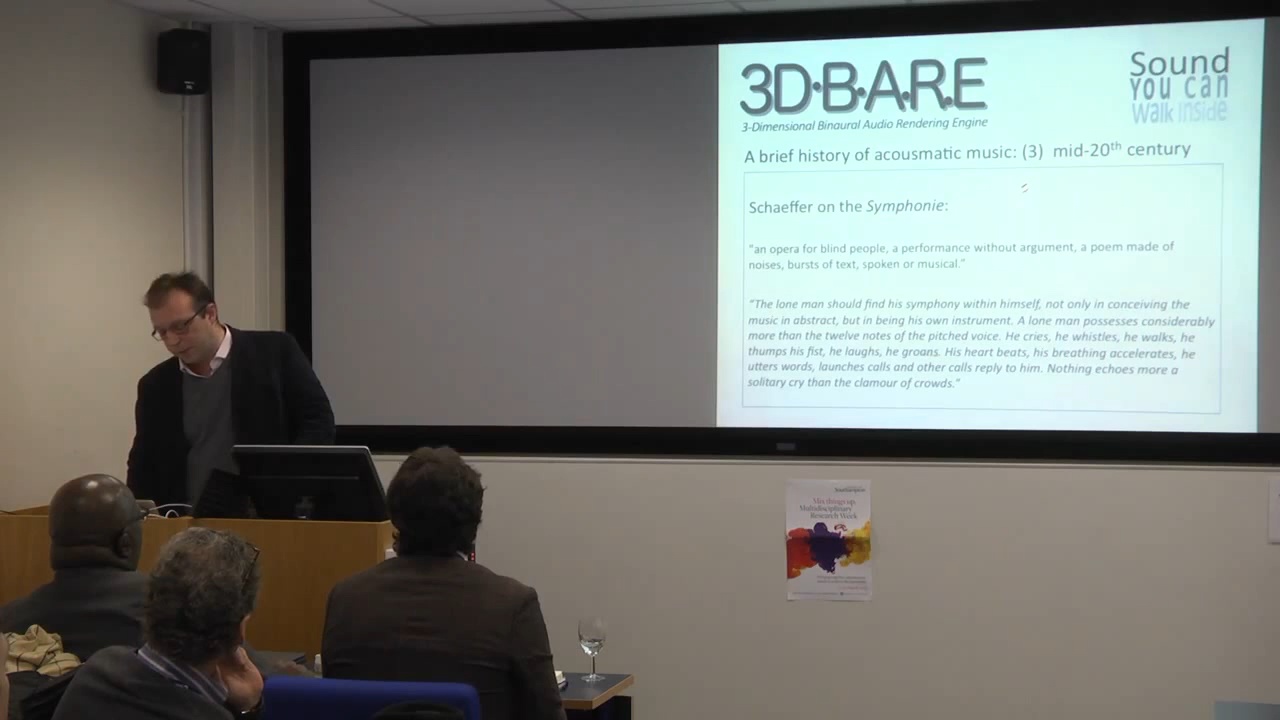 3D·B·A·R·E
3-Dimensional Binaural Audio Rendering Engine
Sound
you can
Walk Inside
A brief history of acousmatic music: (3) mid-20th century
Schaeffer on the Symphonie:
"an opera for blind people, a performance without argument, a poem made of
noises, bursts of text, spoken or musical."
"The lone man should find his symphony within himself, not only in conceiving the
music in abstract, but in being his own instrument. A lone man possesses considerably
more than the twelve notes of the pitched voice. He cries, he whistles, he walks, he
thumps his fist, he laughs, he groans. His heart beats, his breathing accelerates, he
utters words, launches calls and other calls reply to him. Nothing echoes more a
solitary cry than the clamour of crowds."
Southampton
Mix things up,
Multidisciplinary
Research Week